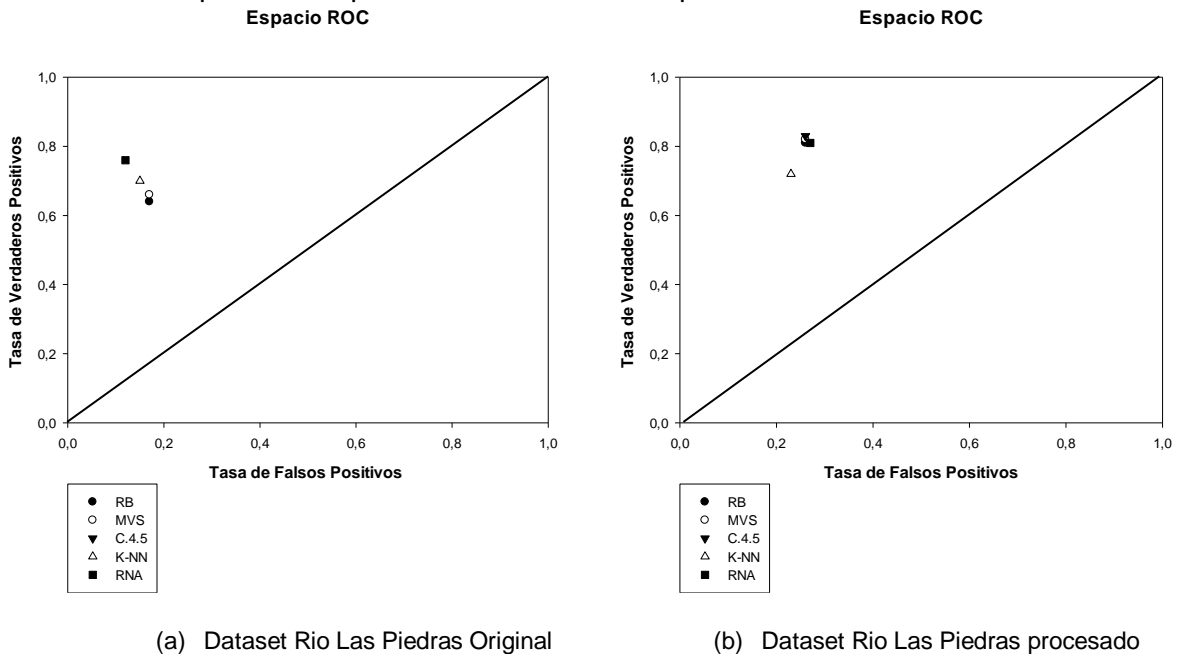 Espacio ROC
Tasa de Verdaderos Positivos
1,0
0,8
0,6
0,4
0,2
0,0
0,0 0,2 0,4 0,6 0,8 1,0
Tasa de Falsos Positivos
RB
MVS
C.4.5
K-NN
RNA
(a) Dataset Rio Las Piedras Original
Espacio ROC
Tasa de Verdaderos Positivos
1,0
0,8
0,6
0,4
0,2
0,0
0,0 0,2 0,4 0,6 0,8 1,0
Tasa de Falsos Positivos
RB
MVS
C.4.5
K-NN
RNA
(b) Dataset Rio Las Piedras procesado